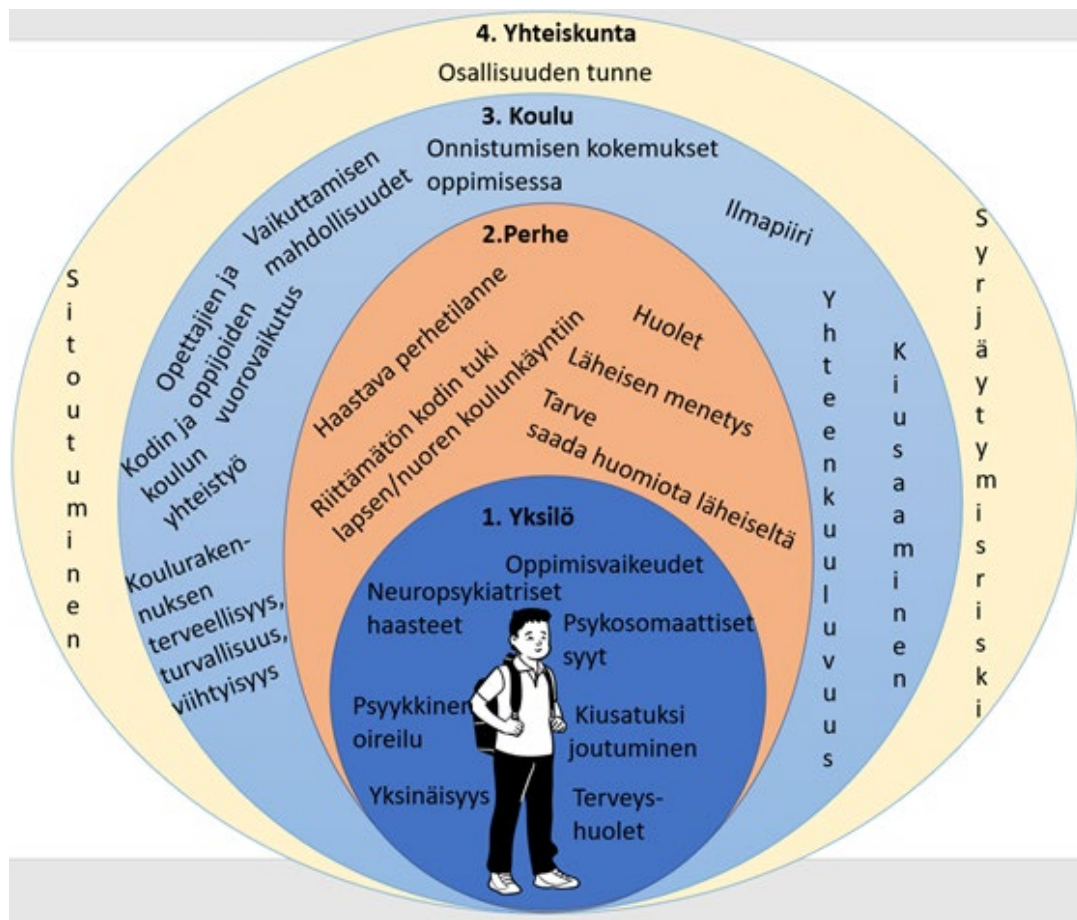 4. Yhteiskunta
Osallisuuden tunne
Sitoutuminen
Syrjäytymisriski
3. Koulu
Onnistumisen kokemukset
oppimisessa
Vaikuttamisen
mahdollisuudet
Ilmapiiri
Opettajien ja
oppijoiden
vuorovaikutus
Kodin ja
koulun
yhteistyö
Kouluraken-
nuksen
terveellisyys,
turvallisuus,
viihtyisyys
Yhteenkuuluvuus
Kiusaaminen
2.Perhe
Haastava perhetilanne
Riittämätön kodin tuki
lapsen/nuoren koulunkäyntiin
Huolet
Läheisen menetys
Tarve
saada huomiota läheiseltä
1. Yksilö
Oppimisvaikeudet
Neuropsykiatriset
haasteet
Psykosomaattiset
syyt
Psyykkinen
oireilu
Kiusatuksi
joutuminen
Yksinäisyys
Terveys-
huolet